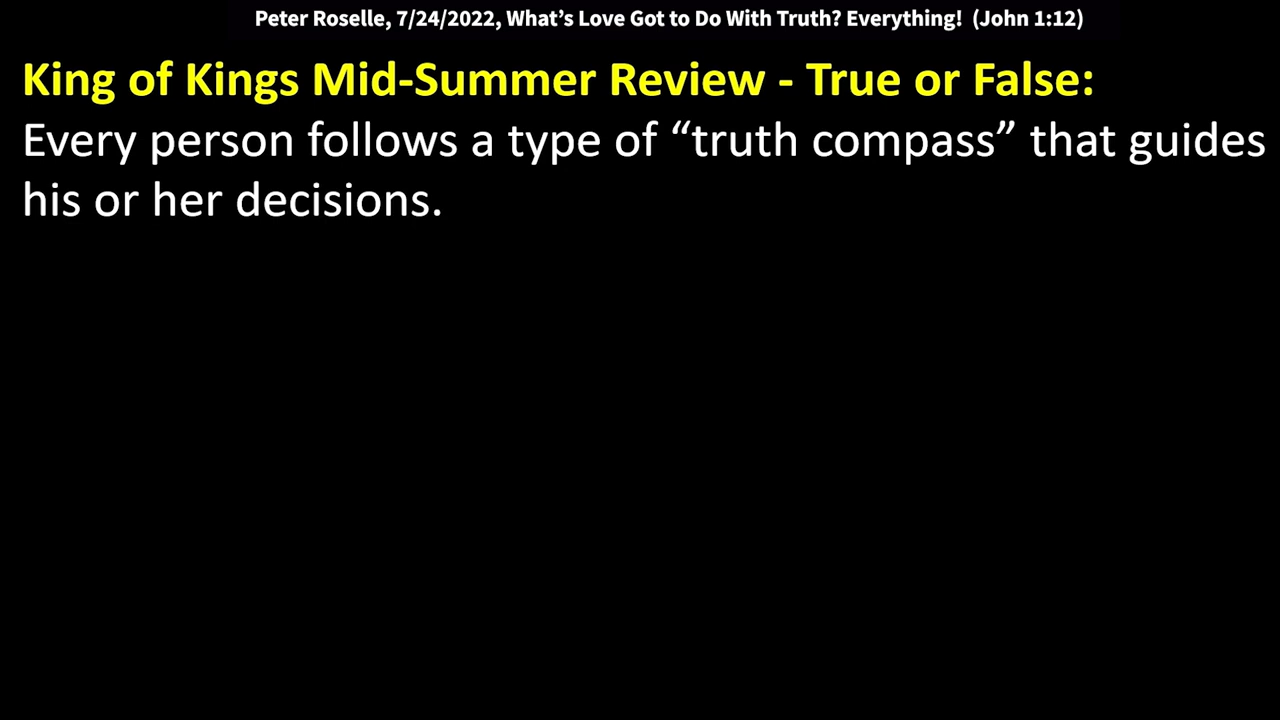 Peter Roselle, 7/24/2022, What’s Love Got to Do With Truth? Everything!  (John 1:12)
King of Kings Mid-Summer Review - True or False:
Every person follows a type of “truth compass” that guides
his or her decisions.